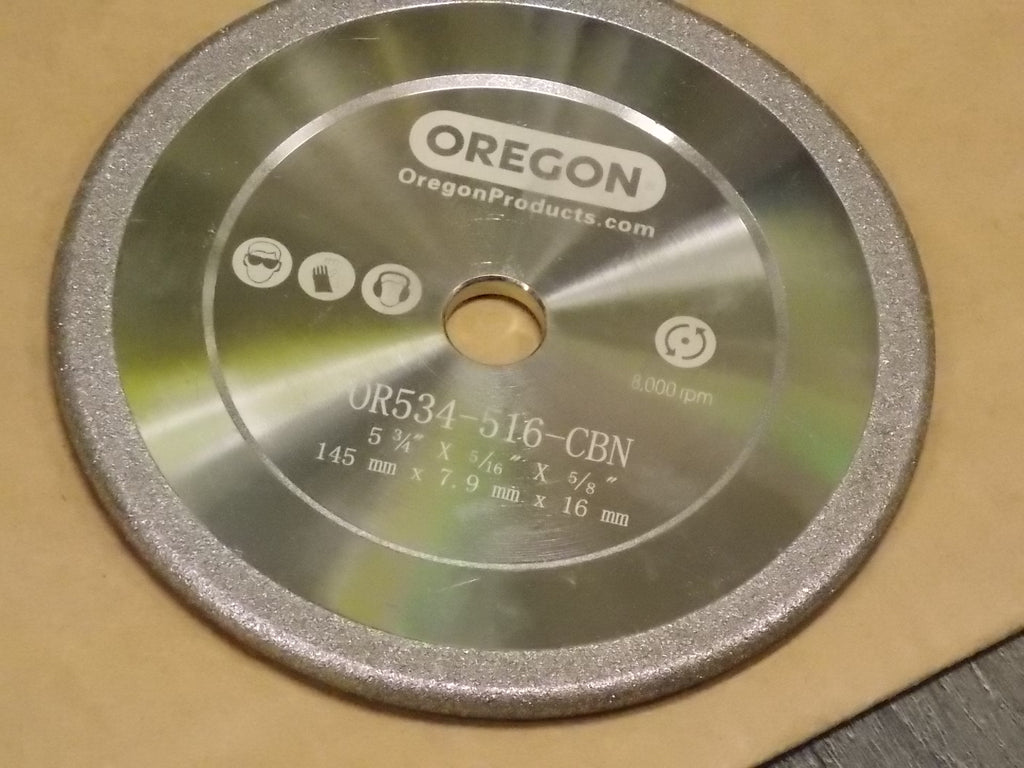 OREGON
OregonProducts.com
8,000 rpm
OR534-516-CBN
5 ¾" X 5/16" X 5/8"
145 mm x 7.9 mm x 16 mm